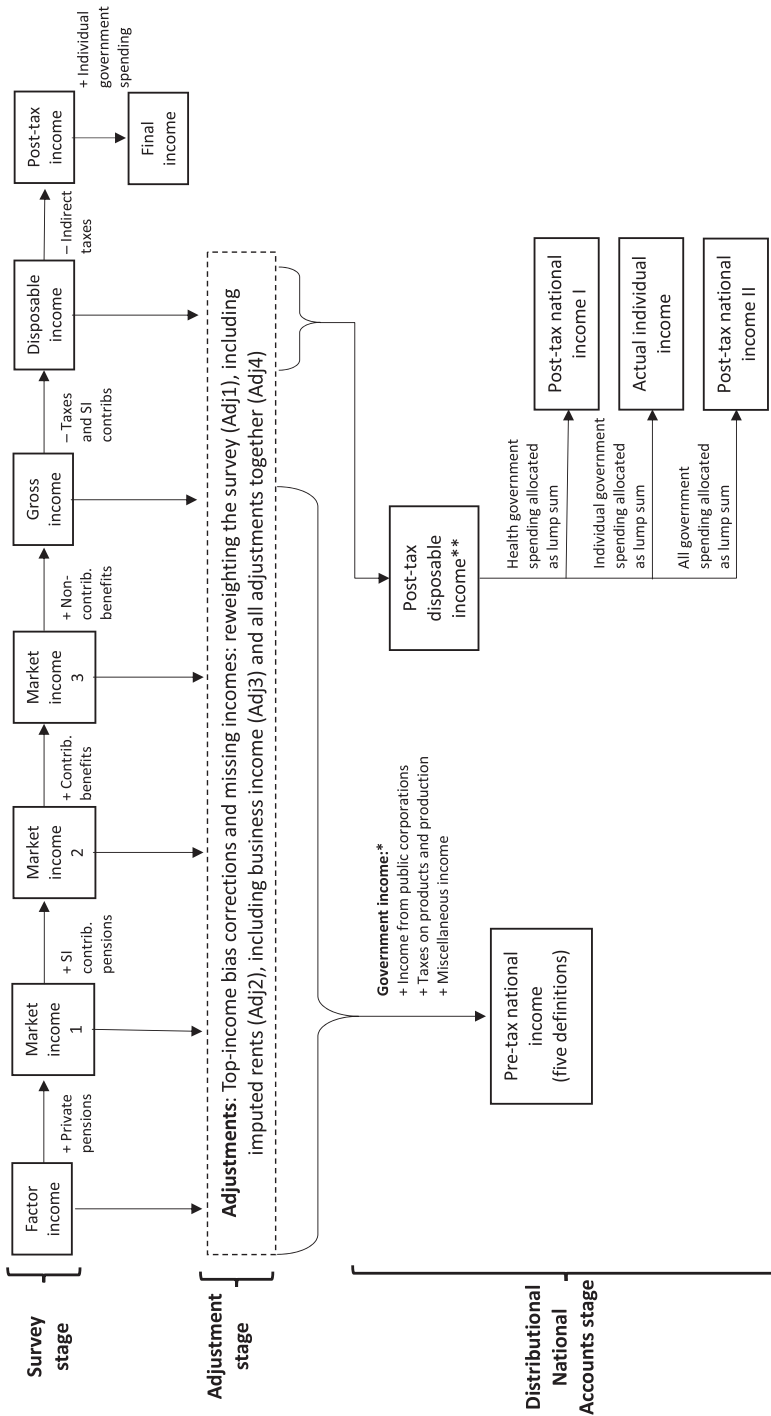 Survey
stage
Factor
income
+ Private
pensions
Market
income
1
+ SI
contrib.
pensions
Market
income
2
+ Contrib.
benefits
Market
income
3
+ Non-
contrib.
benefits
Gross
income
– Taxes
and SI
contribs
Disposable
income
– Indirect
taxes
Post-tax
income
+ Individual
government
spending
Final
income
Adjustment
stage
Adjustments: Top-income bias corrections and missing incomes: reweighting the survey (Adj1), including
imputed rents (Adj2), including business income (Adj3) and all adjustments together (Adj4)
Distributional
National
Accounts stage
Government income:*
+ Income from public corporations
+ Taxes on products and production
+ Miscellaneous income
Pre-tax national
income
(five definitions)
Post-tax
disposable
income**
Health government
spending allocated
as lump sum
Post-tax national
income I
Individual government
spending allocated
as lump sum
Actual individual
income
All government
spending allocated
as lump sum
Post-tax national
income II